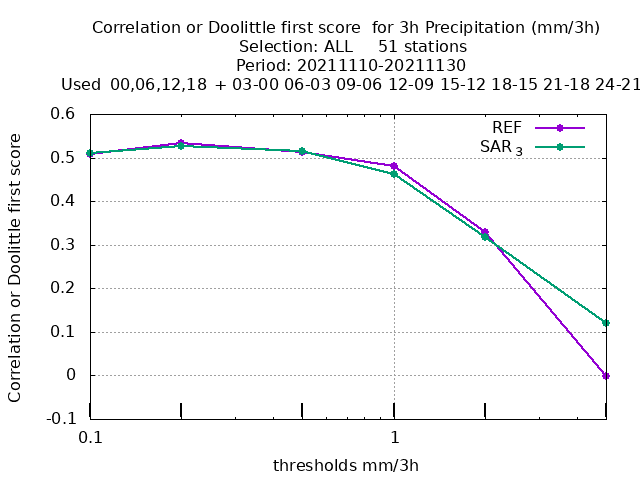 Correlation or Doolittle first score  for 3h Precipitation (mm/3h)
Selection: ALL     51 stations
Period: 20211110-20211130
Used  00,06,12,18  + 03-00 06-03 09-06 12-09 15-12 18-15 21-18 24-21
REF
SAR 3
Correlation or Doolittle first score
0.6
0.5
0.4
0.3
0.2
0.1
0
-0.1
0.1
1
thresholds mm/3h